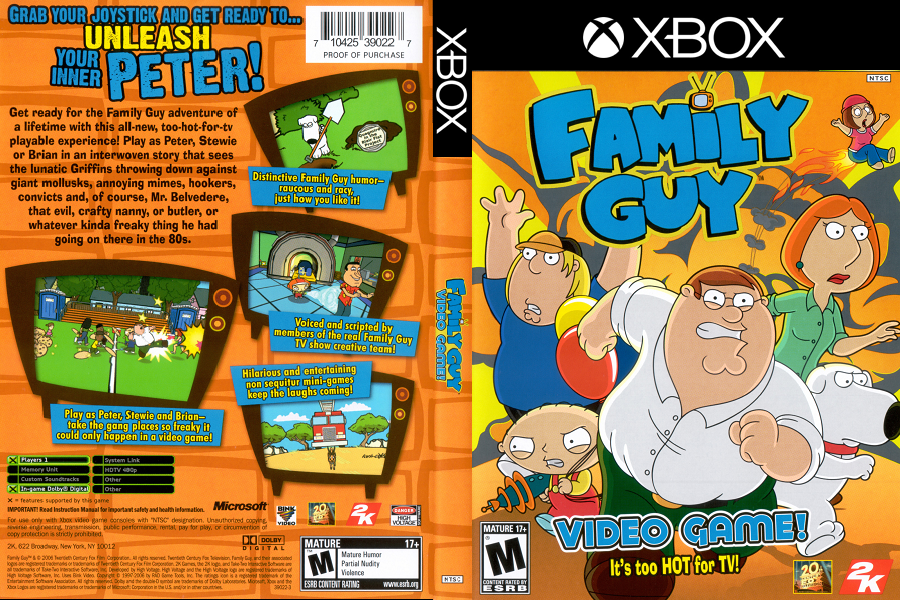 GRAB YOUR JOYSTICK AND GET READY TO...
UNLEASH
YOUR
INNER
PETER!
7 10425 39022 7
PROOF OF PURCHASE
Get ready for the Family Guy adventure of
a lifetime with this all-new, too-hot-for-tv
playable experience! Play as Peter, Stewie
or Brian in an interwoven story that sees
the lunatic Griffins throwing down against
giant mollusks, annoying mimes, hookers,
convicts and, of course, Mr. Belvedere,
that evil, crafty nanny, or butler, or
whatever kinda freaky thing he had
going on there in the 80s.
Distinctive Family Guy humor—
raucous and racy,
just how you like it!
Voiced and scripted by
members of the real Family Guy
TV show creative team!
Hilarious and entertaining
non sequitur mini-games
keep the laughs coming!
Play as Peter, Stewie and Brian—
take the gang places so freaky it
could only happen in a video game!
Players 1
Memory Unit
Custom Soundtracks
In-game Dolby® Digital
System Link
HDTV 480p
Other
Other
X = features supported by this game
IMPORTANT! Read Instruction Manual for important safety and health information.
For use only with Xbox video game consoles with "NTSC" designation. Unauthorized copying,
reverse engineering, transmission, public performance, rental, pay for play, or circumvention of
copy protection is strictly prohibited.
2K, 622 Broadway, New York, NY 10012
Microsoft
BINK
VIDEO
2K
DANGER
HIGH
VOLTAGE
DOLBY
DIGITAL
MATURE 17+
M
Mature Humor
Partial Nudity
Violence
ESRB CONTENT RATING www.esrb.org
XBOX
FAMILY GUY
VIDEO GAME!
NTSC
XBOX
NTSC
FAMILY
GUY
VIDEO GAME!
It's too HOT for TV!
MATURE 17+
M
CONTENT RATED BY
ESRB
2K